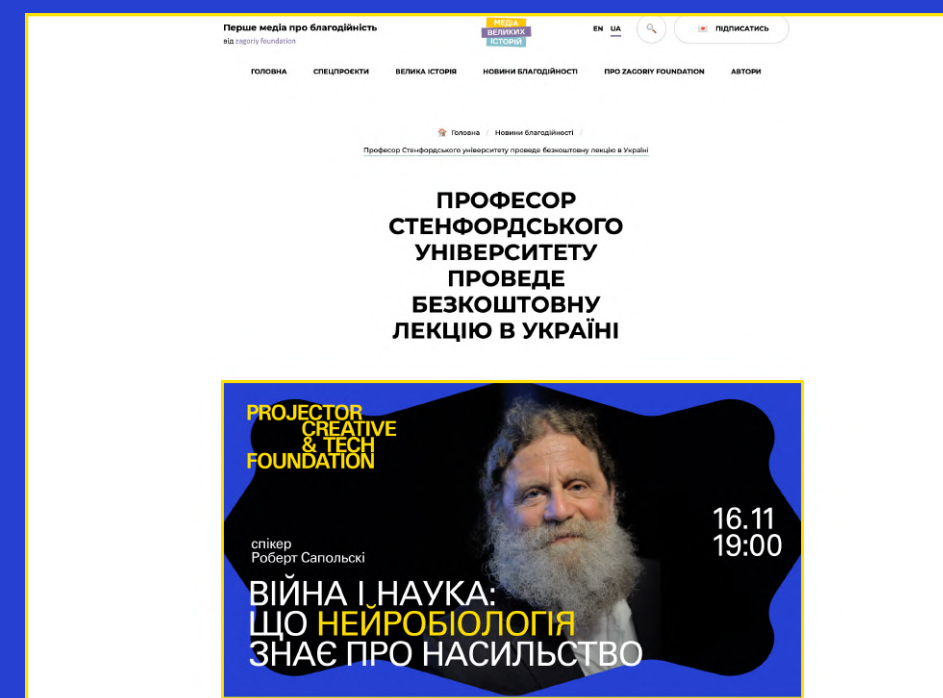 Перше медіа про благодійність
від zagoriy foundation
МЕДІА
ВЕЛИКИХ
ІСТОРІЙ
EN UA
ПІДПИСАТИСЬ
ГОЛОВНА СПЕЦПРОЄКТИ ВЕЛИКА ІСТОРІЯ НОВИНИ БЛАГОДІЙНОСТІ ПРО ZAGORIY FOUNDATION АВТОРИ
Головна / Новини благодійності /
Професор Стенфордського університету проведе безкоштовну лекцію в Україні
ПРОФЕСОР
СТЕНФОРДСЬКОГО
УНІВЕРСИТЕТУ
ПРОВЕДЕ
БЕЗКОШТОВНУ
ЛЕКЦІЮ В УКРАЇНІ
PROJECTOR
CREATIVE
& TECH
FOUNDATION
16.11
19:00
спікер
Роберт Сапольскі
ВІЙНА І НАУКА:
ЩО НЕЙРОБІОЛОГІЯ
ЗНАЄ ПРО НАСИЛЬСТВО